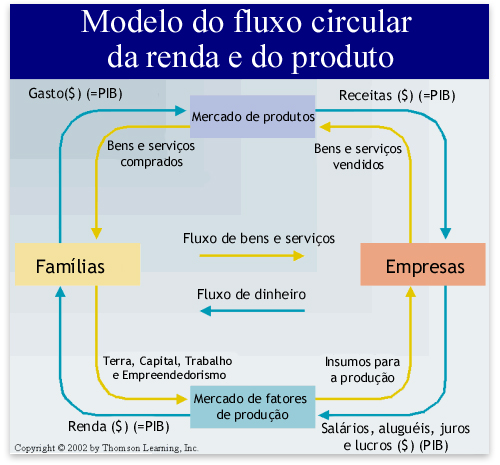 Modelo do fluxo circular
da renda e do produto
Gasto($) (=PIB)
Receitas ($) (=PIB)
Mercado de produtos
Bens e serviços
comprados
Bens e serviços
vendidos
Fluxo de bens e serviços
Famílias
Empresas
Fluxo de dinheiro
Terra, Capital, Trabalho
e Empreendedorismo
Insumos para
a produção
Mercado de fatores
de produção
Renda ($) (=PIB)
Salários, aluguéis, juros
e lucros ($) (PIB)
Copyright © 2002 by Thomson Learning, Inc.